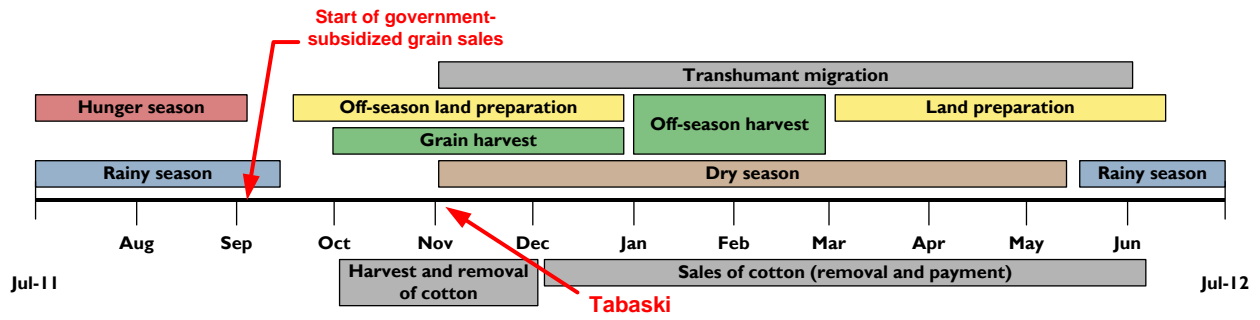 Start of government-
subsidized grain sales
Transhumant migration
Hunger season
Off-season land preparation
Off-season harvest
Land preparation
Grain harvest
Rainy season
Dry season
Rainy season
Aug
Sep
Oct
Nov
Dec
Jan
Feb
Mar
Apr
May
Jun
Jul-11
Harvest and removal
of cotton
Sales of cotton (removal and payment)
Jul-12
Tabaski